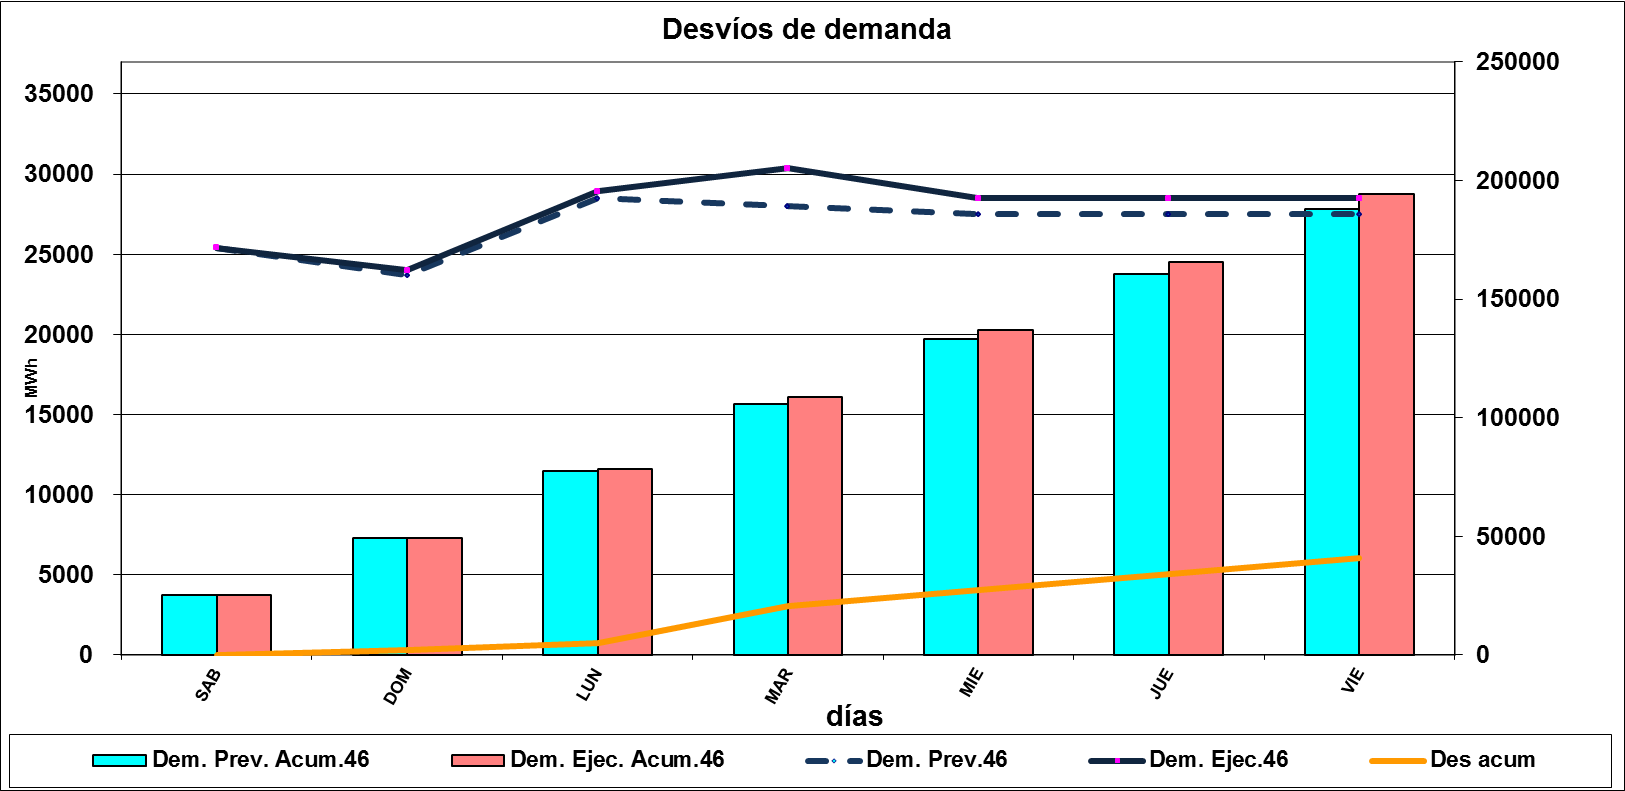 Desvíos de demanda
35000
30000
25000
20000
15000
10000
5000
0
MWh
250000
200000
150000
100000
50000
0
SAB
DOM
LUN
MAR
MIE
JUE
VIE
días
Dem. Prev. Acum.46
Dem. Ejec. Acum.46
Dem. Prev.46
Dem. Ejec.46
Des acum